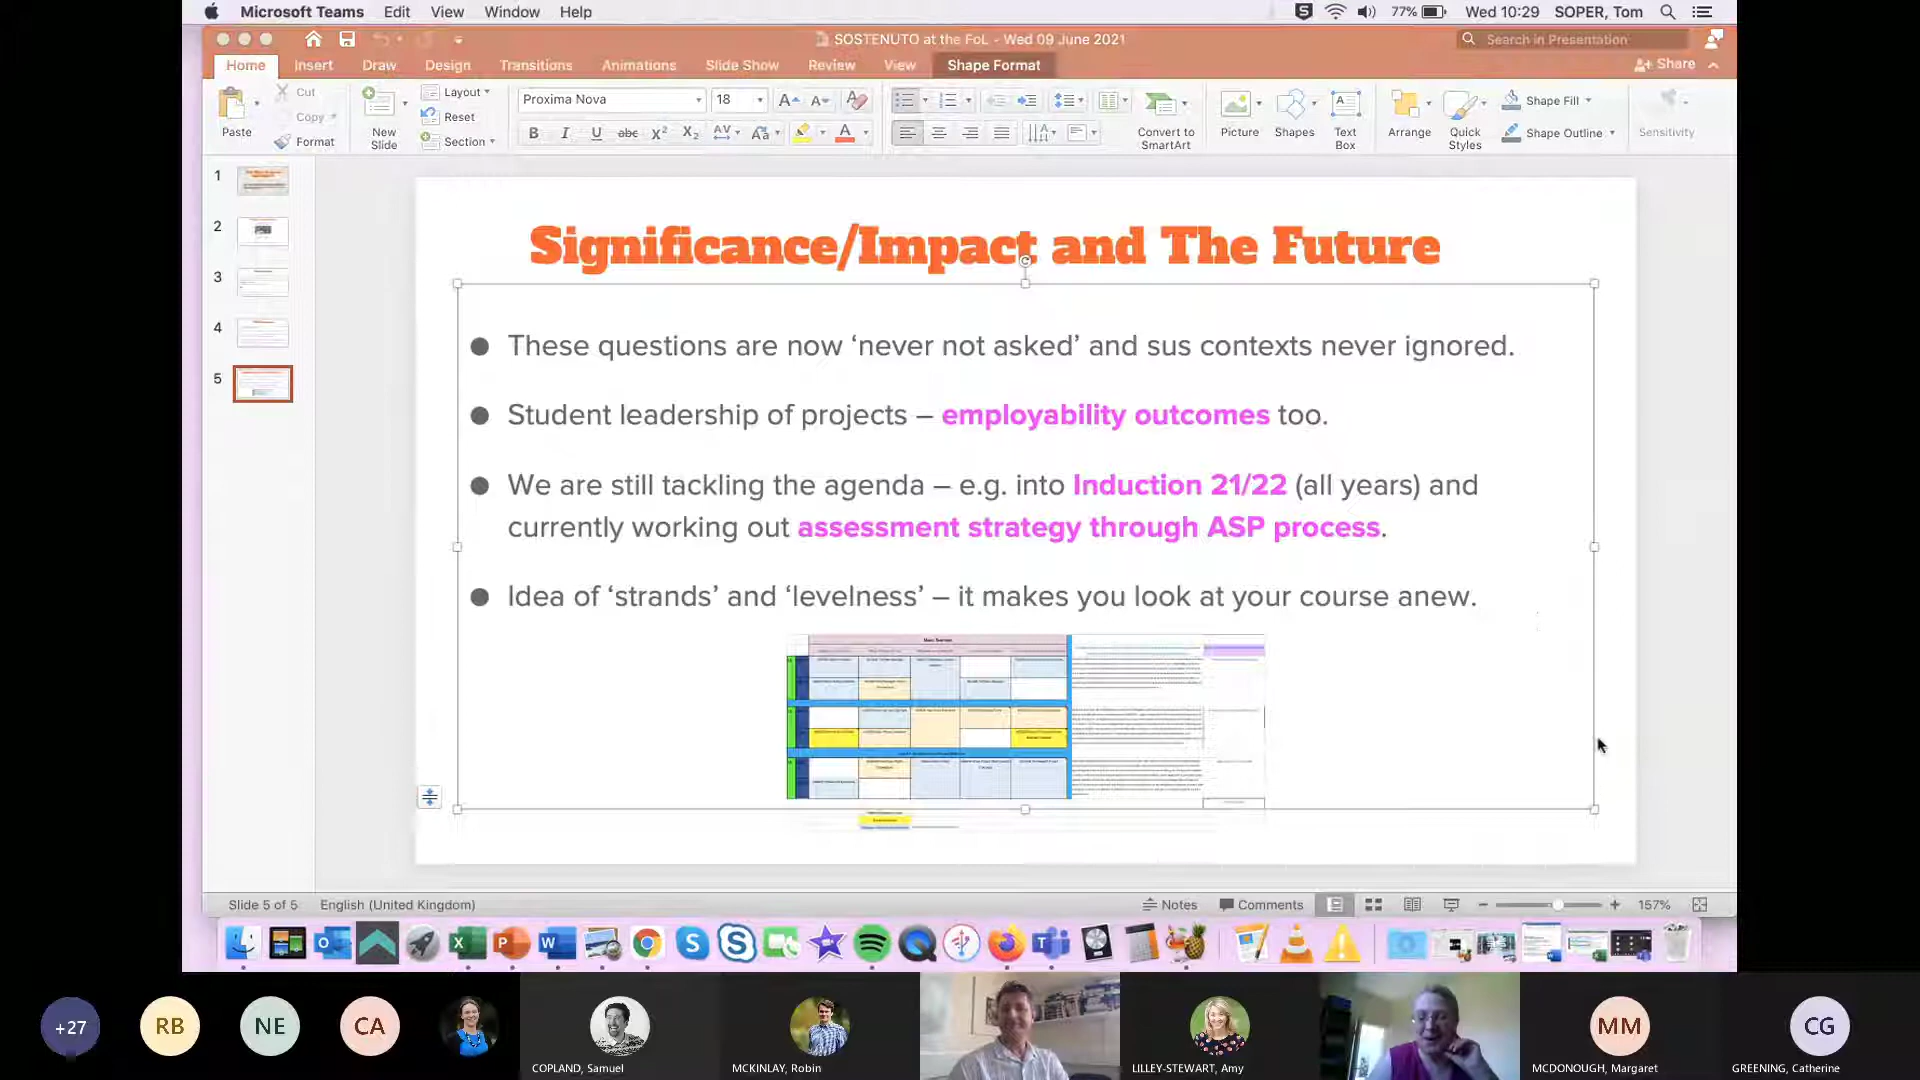 Microsoft Teams Edit View Window Help 77% Wed 10:29 SOPER, Tom
SOSTENUTO at the FoL - Wed 09 June 2021 Search in Presentation
Home Insert Draw Design Transitions Animations Slide Show Review View Shape Format Share
Cut
Copy
Format
Paste
New
Slide
Layout
Reset
Section
Proxima Nova 18
Convert to
SmartArt
Picture
Shapes
Text
Box
Arrange
Quick
Styles
Shape Fill
Shape Outline
Sensitivity
1
2
3
4
5
Significance/Impact and The Future
● These questions are now ‘never not asked’ and sus contexts never ignored.
● Student leadership of projects – employability outcomes too.
● We are still tackling the agenda – e.g. into Induction 21/22 (all years) and
currently working out assessment strategy through ASP process.
● Idea of ‘strands’ and ‘levelness’ – it makes you look at your course anew.
Slide 5 of 5 English (United Kingdom) Notes Comments 157%
+27 RB NE CA MM CG
COPLAND, Samuel MCKINLAY, Robin LILLEY-STEWART, Amy MCDONOUGH, Margaret GREENING, Catherine